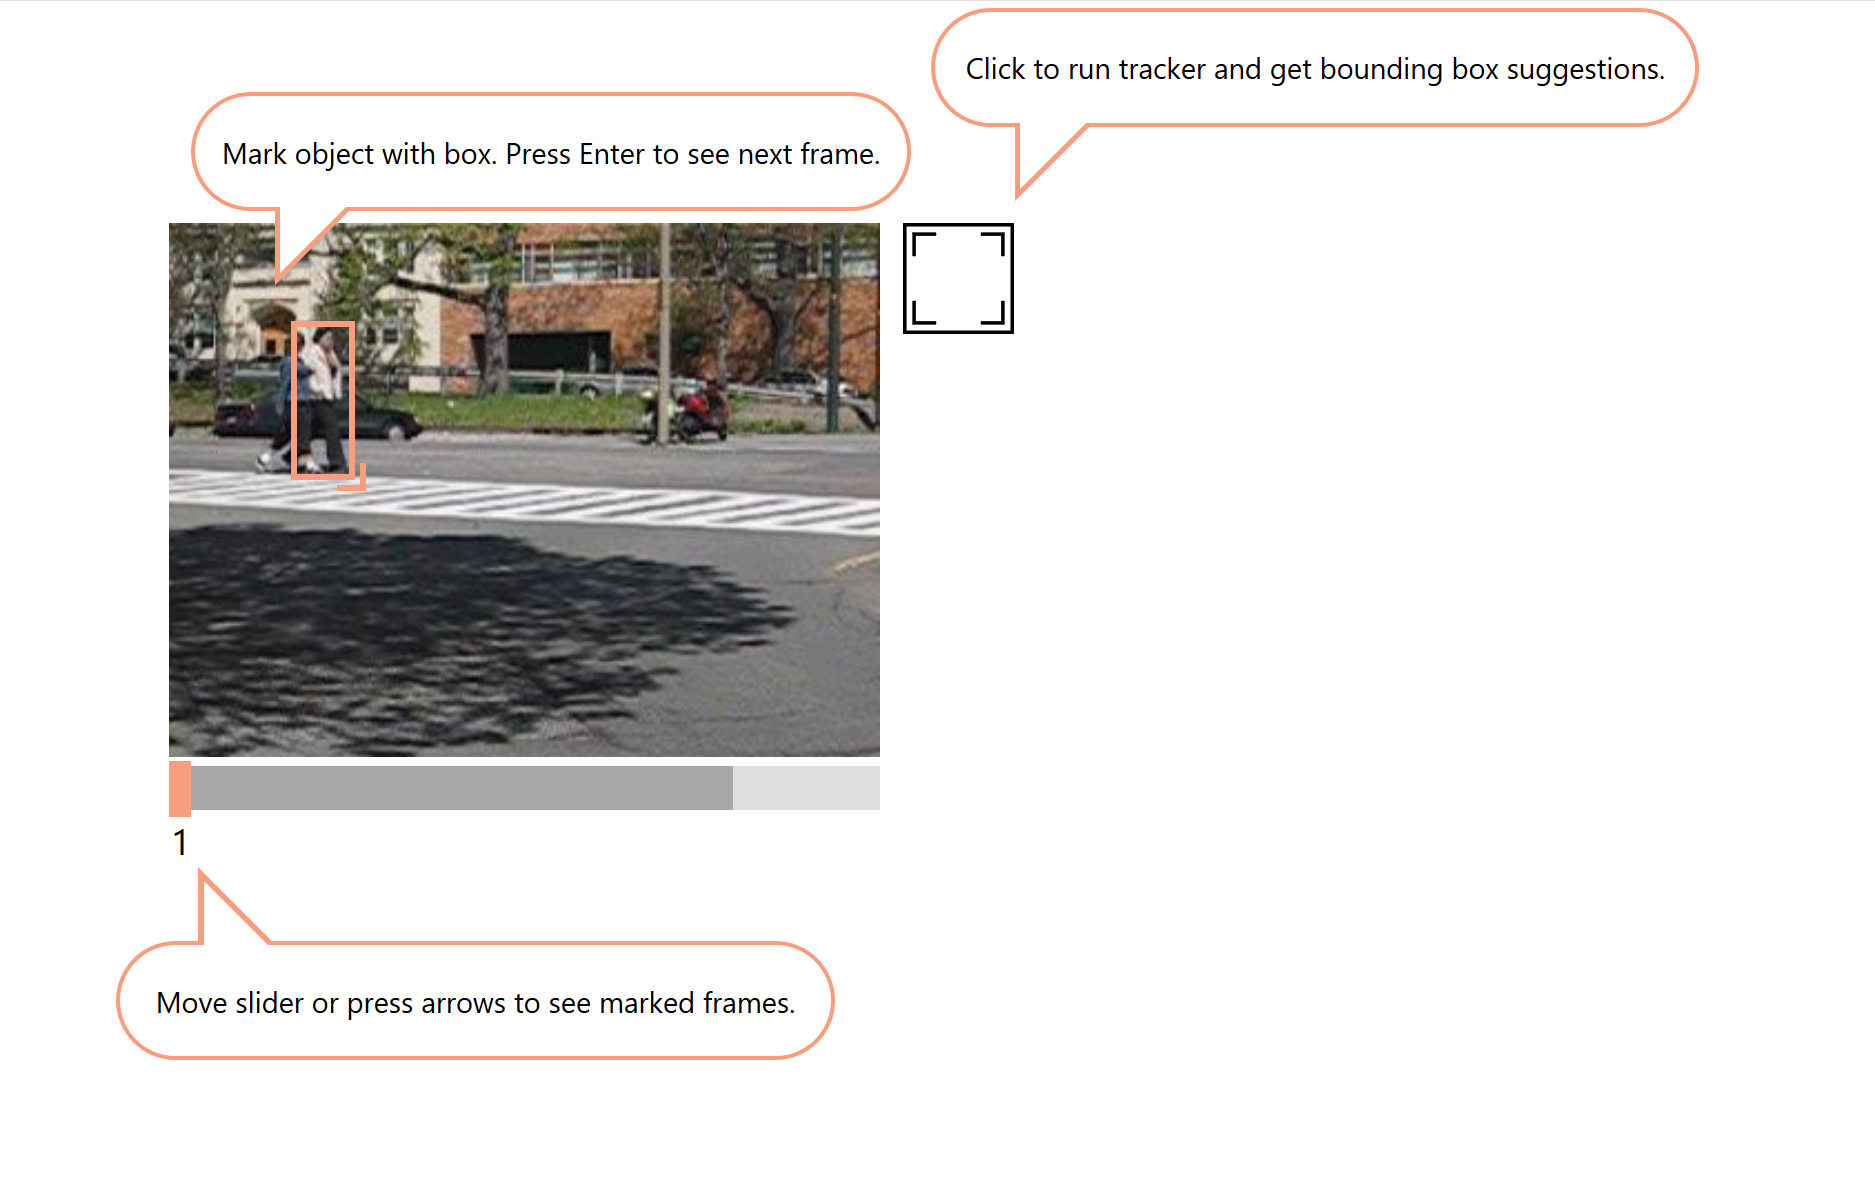 Click to run tracker and get bounding box suggestions.
Mark object with box. Press Enter to see next frame.
1
Move slider or press arrows to see marked frames.